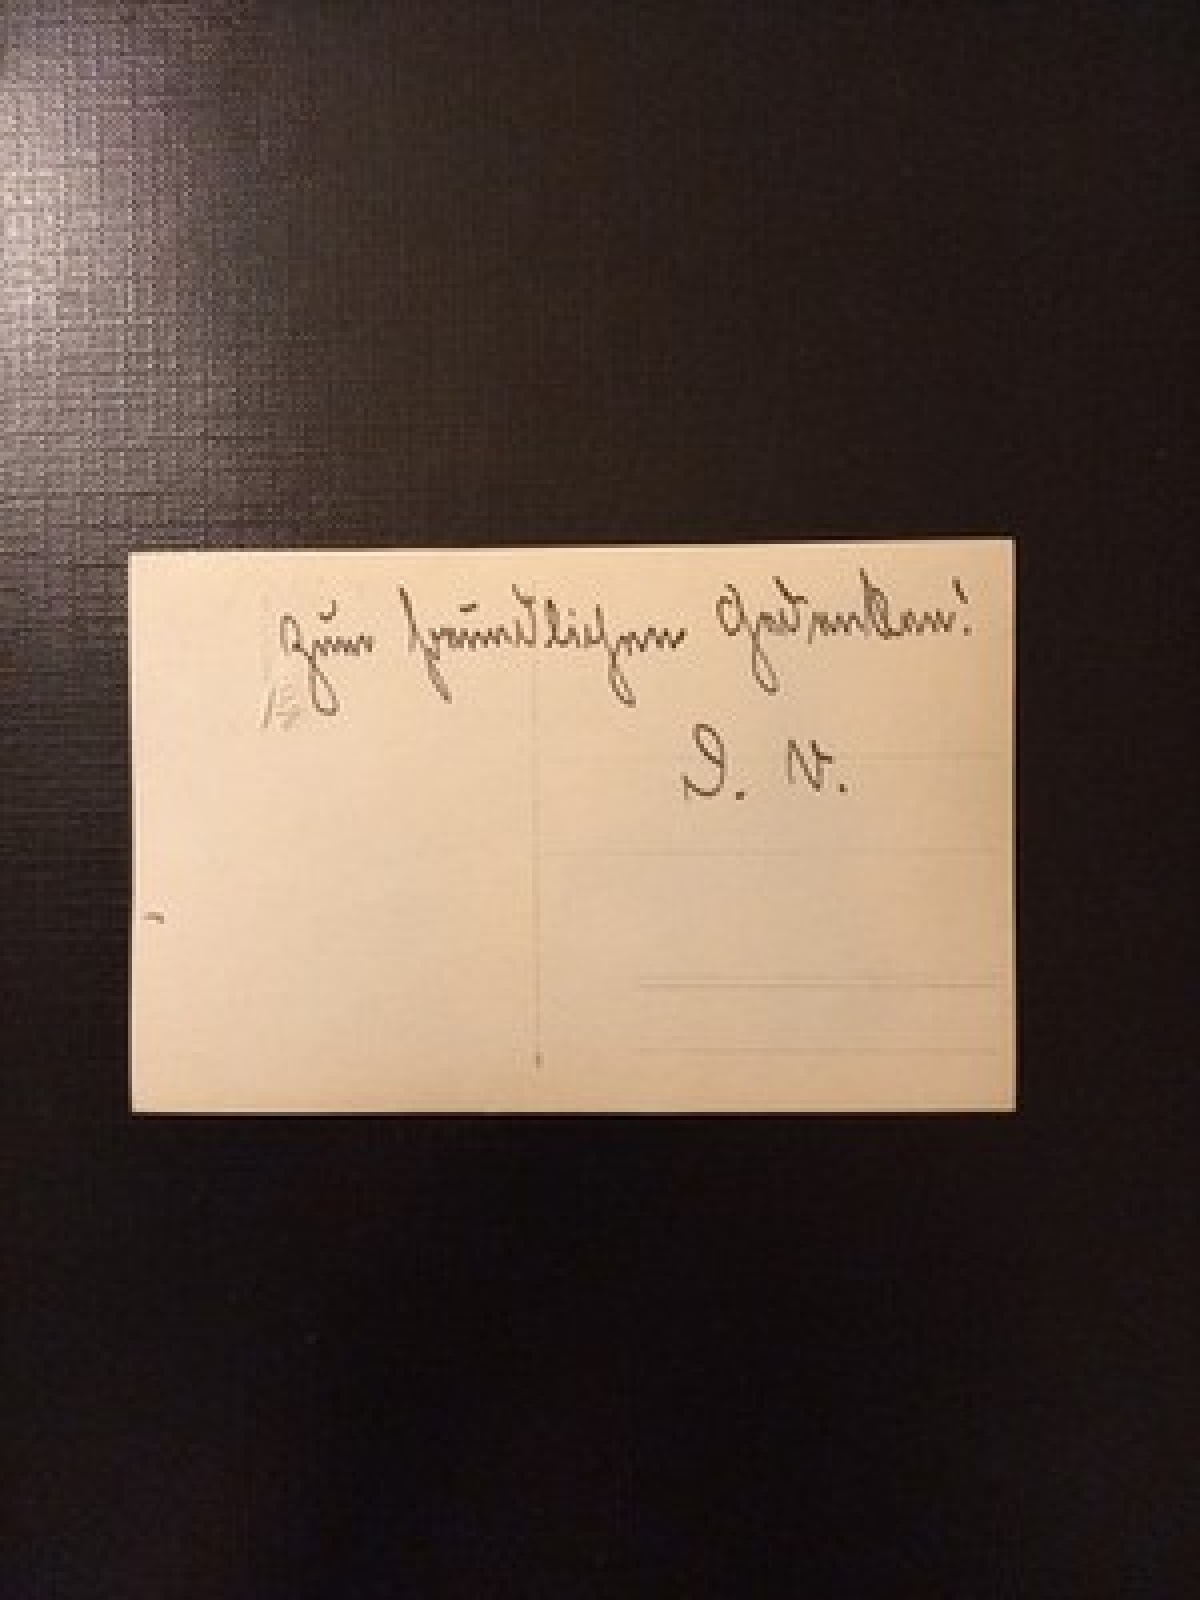 Zum freundlichen Gedenken!
D. V.